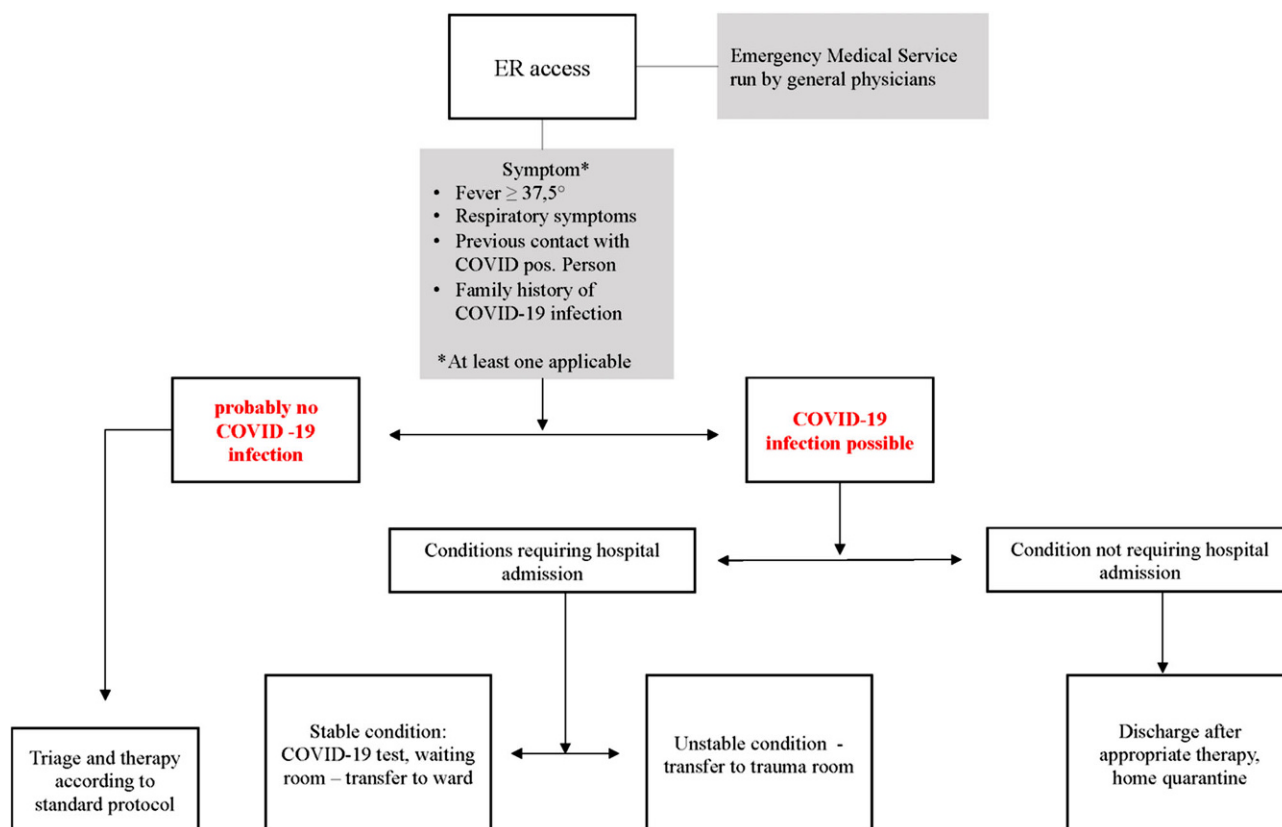 ER access
Emergency Medical Service
run by general physicians
Symptom*
• Fever ≥ 37,5°
• Respiratory symptoms
• Previous contact with
COVID pos. Person
• Family history of
COVID-19 infection
*At least one applicable
probably no
COVID -19
infection
COVID-19
infection possible
Conditions requiring hospital
admission
Condition not requiring hospital
admission
Triage and therapy
according to
standard protocol
Stable condition:
COVID-19 test, waiting
room – transfer to ward
Unstable condition -
transfer to trauma room
Discharge after
appropriate therapy,
home quarantine